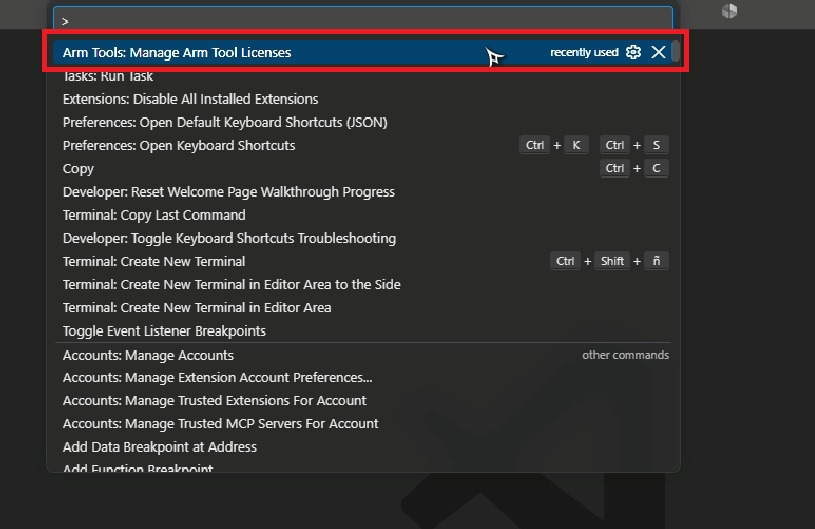 >
Arm Tools: Manage Arm Tool Licenses recently used
Tasks: Run Task
Extensions: Disable All Installed Extensions
Preferences: Open Default Keyboard Shortcuts (JSON)
Preferences: Open Keyboard Shortcuts Ctrl + K Ctrl + S
Copy Ctrl + C
Developer: Reset Welcome Page Walkthrough Progress
Terminal: Copy Last Command
Developer: Toggle Keyboard Shortcuts Troubleshooting
Terminal: Create New Terminal Ctrl + Shift + ñ
Terminal: Create New Terminal in Editor Area to the Side
Terminal: Create New Terminal in Editor Area
Toggle Event Listener Breakpoints
Accounts: Manage Accounts other commands
Accounts: Manage Extension Account Preferences...
Accounts: Manage Trusted Extensions For Account
Accounts: Manage Trusted MCP Servers For Account
Add Data Breakpoint at Address
Add Function Breakpoint